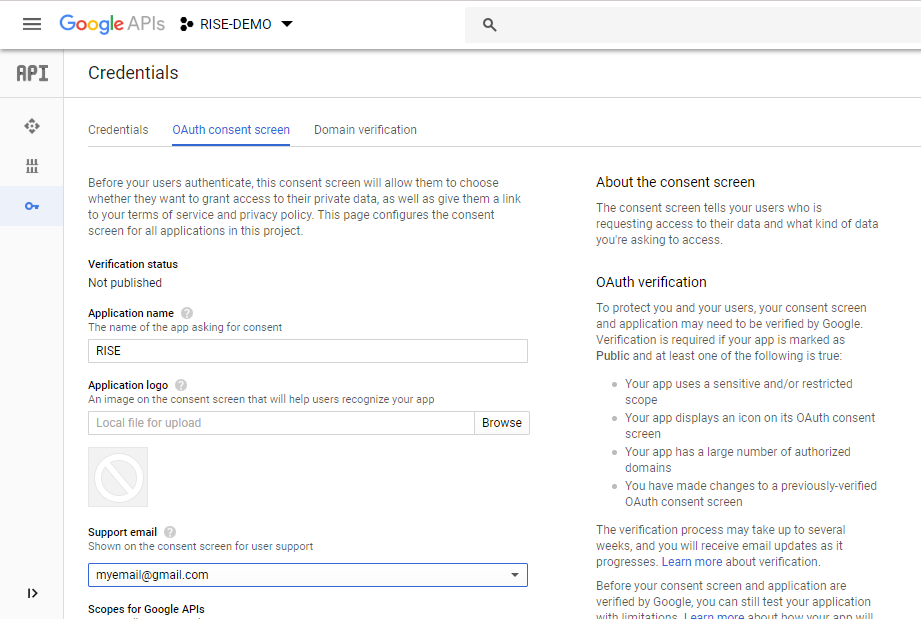 Google APIs RISE-DEMO
API Credentials
Credentials OAuth consent screen Domain verification
Before your users authenticate, this consent screen will allow them to choose
whether they want to grant access to their private data, as well as give them a link
to your terms of service and privacy policy. This page configures the consent
screen for all applications in this project.
Verification status
Not published
Application name ?
The name of the app asking for consent
RISE
Application logo ?
An image on the consent screen that will help users recognize your app
Local file for upload Browse
Support email ?
Shown on the consent screen for user support
myemail@gmail.com
Scopes for Google APIs
About the consent screen
The consent screen tells your users who is
requesting access to their data and what kind of data
you're asking to access.
OAuth verification
To protect you and your users, your consent screen
and application may need to be verified by Google.
Verification is required if your app is marked as
Public and at least one of the following is true:
Your app uses a sensitive and/or restricted
scope
Your app displays an icon on its OAuth consent
screen
Your app has a large number of authorized
domains
You have made changes to a previously-verified
OAuth consent screen
The verification process may take up to several
weeks, and you will receive email updates as it
progresses. Learn more about verification.
Before your consent screen and application are
verified by Google, you can still test your application
with limitations. Learn more about how your app will